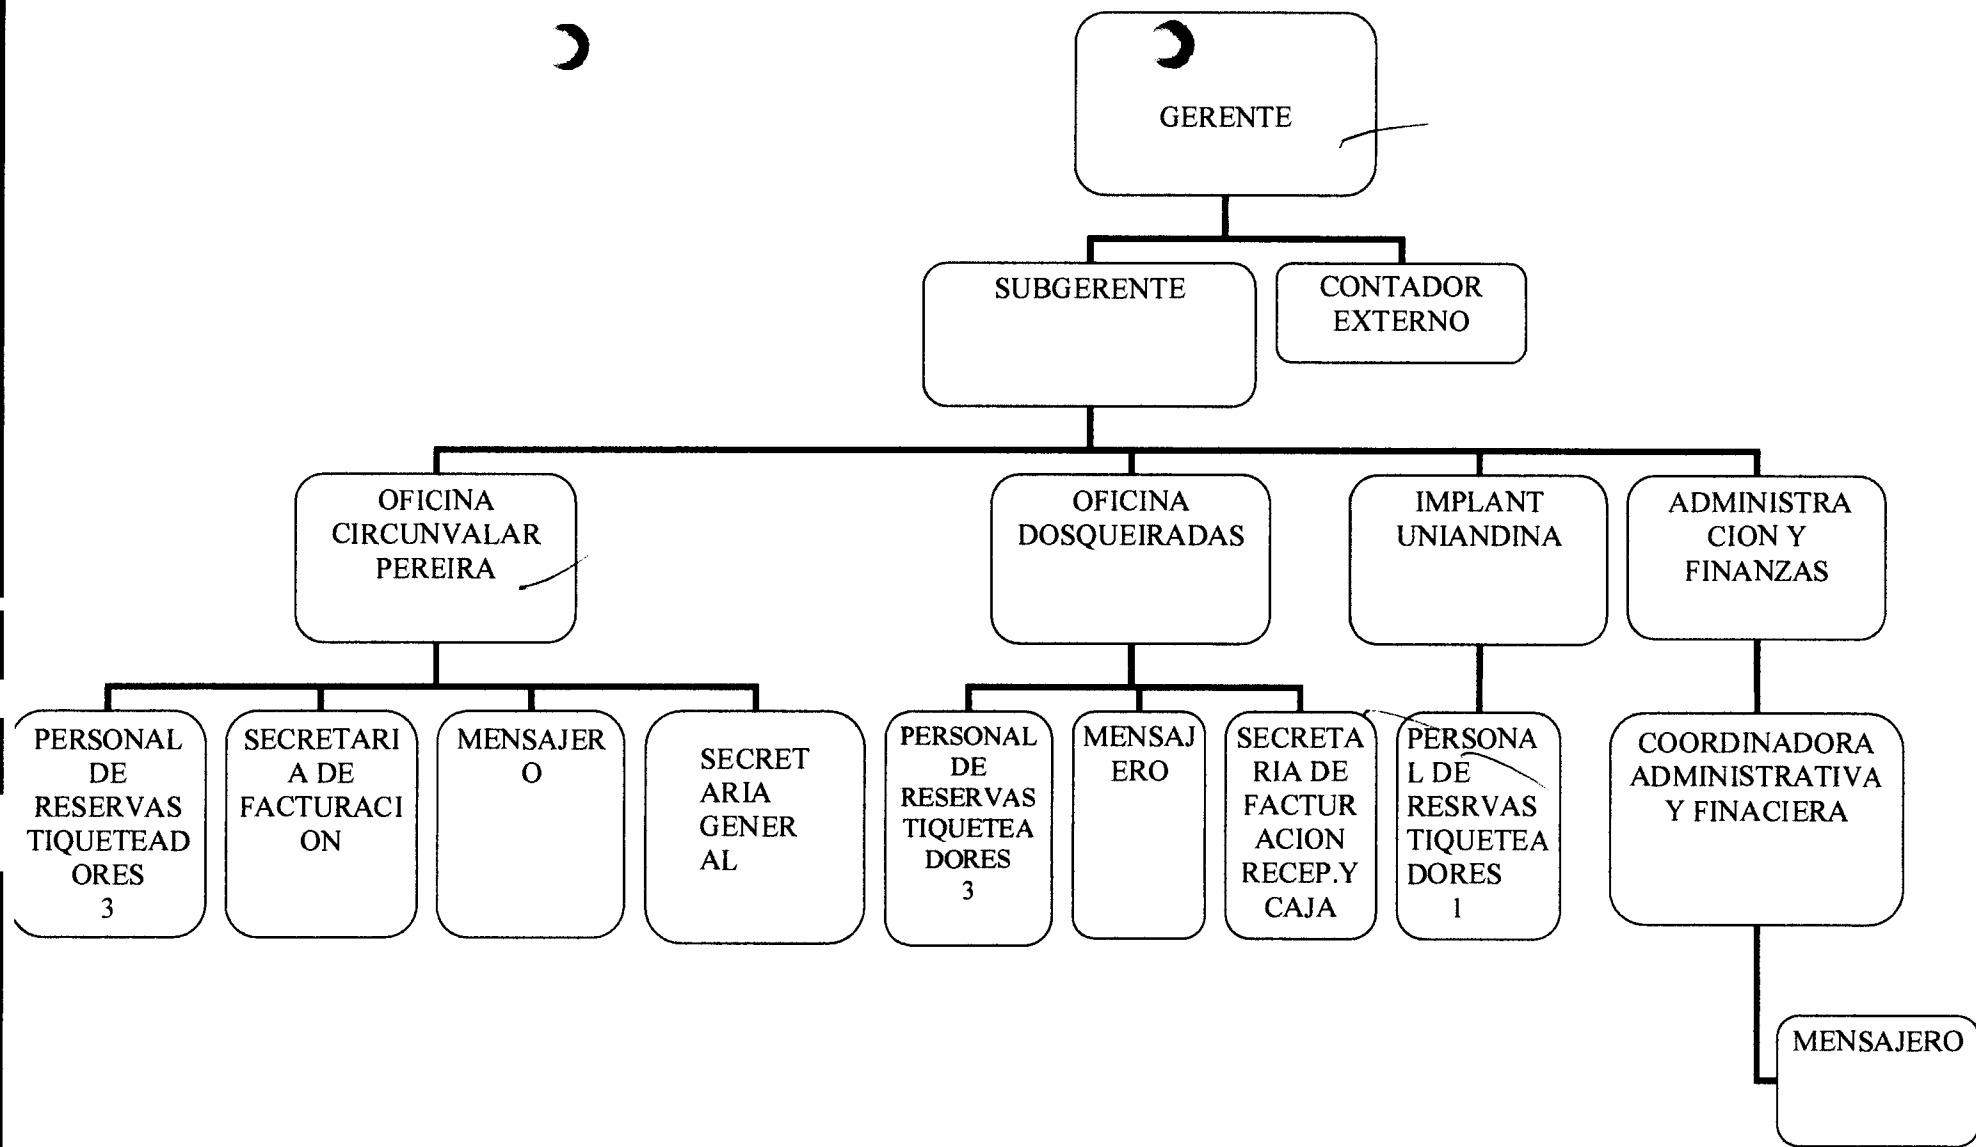 GERENTE
SUBGERENTE
CONTADOR
EXTERNO
OFICINA
CIRCUNVALAR
PEREIRA
OFICINA
DOSQUEIRADAS
IMPLANT
UNIANDINA
ADMINISTRA
CION Y
FINANZAS
PERSONAL
DE
RESERVAS
TIQUETEAD
ORES
3
SECRETARI
A DE
FACTURACI
ON
MENSAJER
O
SECRET
ARIA
GENER
AL
PERSONAL
DE
RESERVAS
TIQUETEA
DORES
3
MENSAJ
ERO
SECRETA
RIA DE
FACTUR
ACION
RECEP.Y
CAJA
PERSONA
L DE
RESRVAS
TIQUETEA
DORES
1
COORDINADORA
ADMINISTRATIVA
Y FINACIERA
MENSAJERO